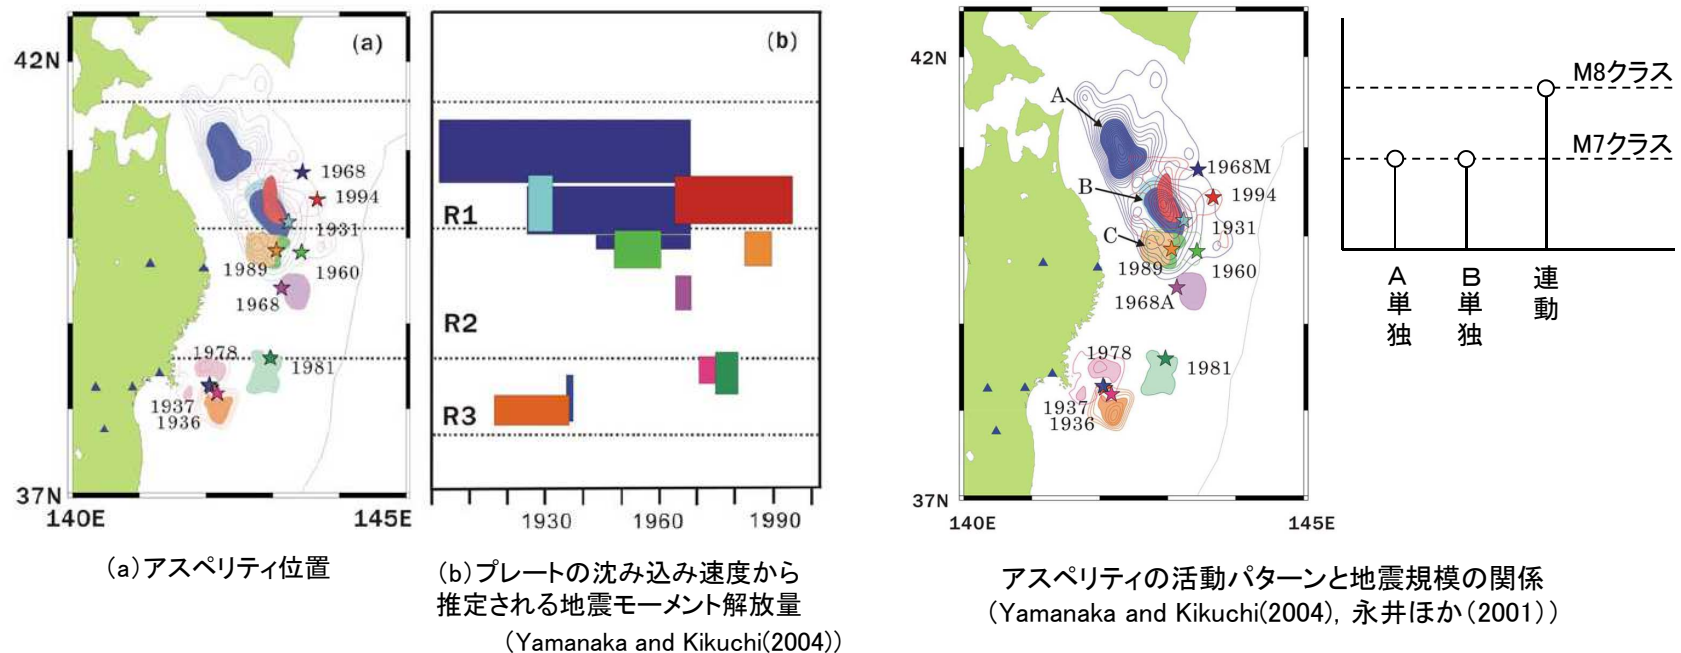 (a)
42N
1968
1994
1931
1989
1960
1968
1978
1981
1937
1936
37N
140E
145E
(a)アスペリティ位置
(b)
R1
R2
R3
1930
1960
1990
(b)プレートの沈み込み速度から
推定される地震モーメント解放量
(Yamanaka and Kikuchi(2004))
42N
A
B
C
1968M
1994
1931
1989
1960
1968A
1978
1981
1937
1936
37N
140E
145E
M8クラス
M7クラス
A単独
B単独
連動
アスペリティの活動パターンと地震規模の関係
(Yamanaka and Kikuchi(2004), 永井ほか(2001))